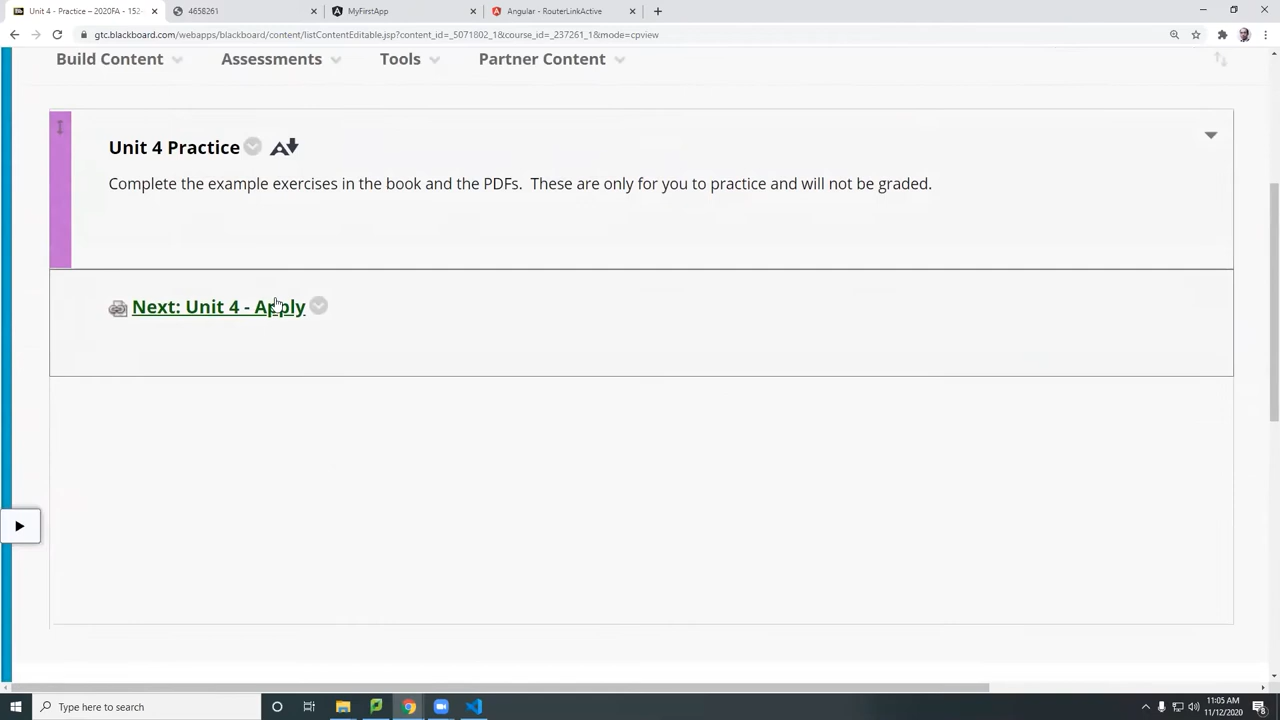 Unit 4 - Practice – 2020FA - 152
4658261
MyFirstApp
Angular - RouterLinkActive
gtc.blackboard.com/webapps/blackboard/content/listContentEditable.jsp?content_id=_5071802_1&course_id=_237261_1&mode=cpview
Build Content
Assessments
Tools
Partner Content
Unit 4 Practice
Complete the example exercises in the book and the PDFs.  These are only for you to practice and will not be graded.
Next: Unit 4 - Apply
Type here to search
11:05 AM
11/12/2020
8